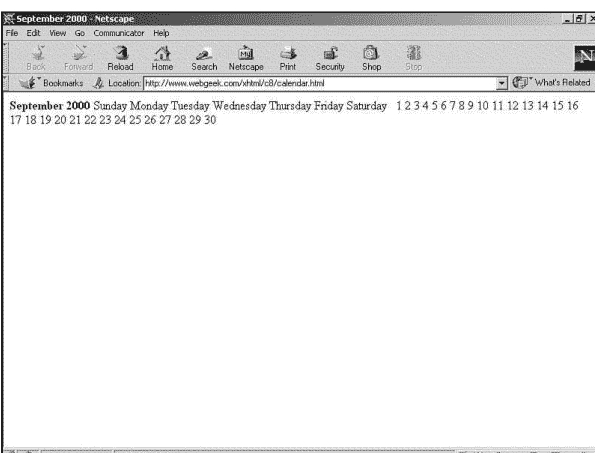 September 2000 - Netscape
File Edit View Go Communicator Help
Back Forward Reload Home Search Netscape Print Security Shop Stop
Bookmarks Location: http://www.webgeek.com/xhtml/c8/calendar.html What's Related
September 2000 Sunday Monday Tuesday Wednesday Thursday Friday Saturday 1 2 3 4 5 6 7 8 9 10 11 12 13 14 15 16
17 18 19 20 21 22 23 24 25 26 27 28 29 30